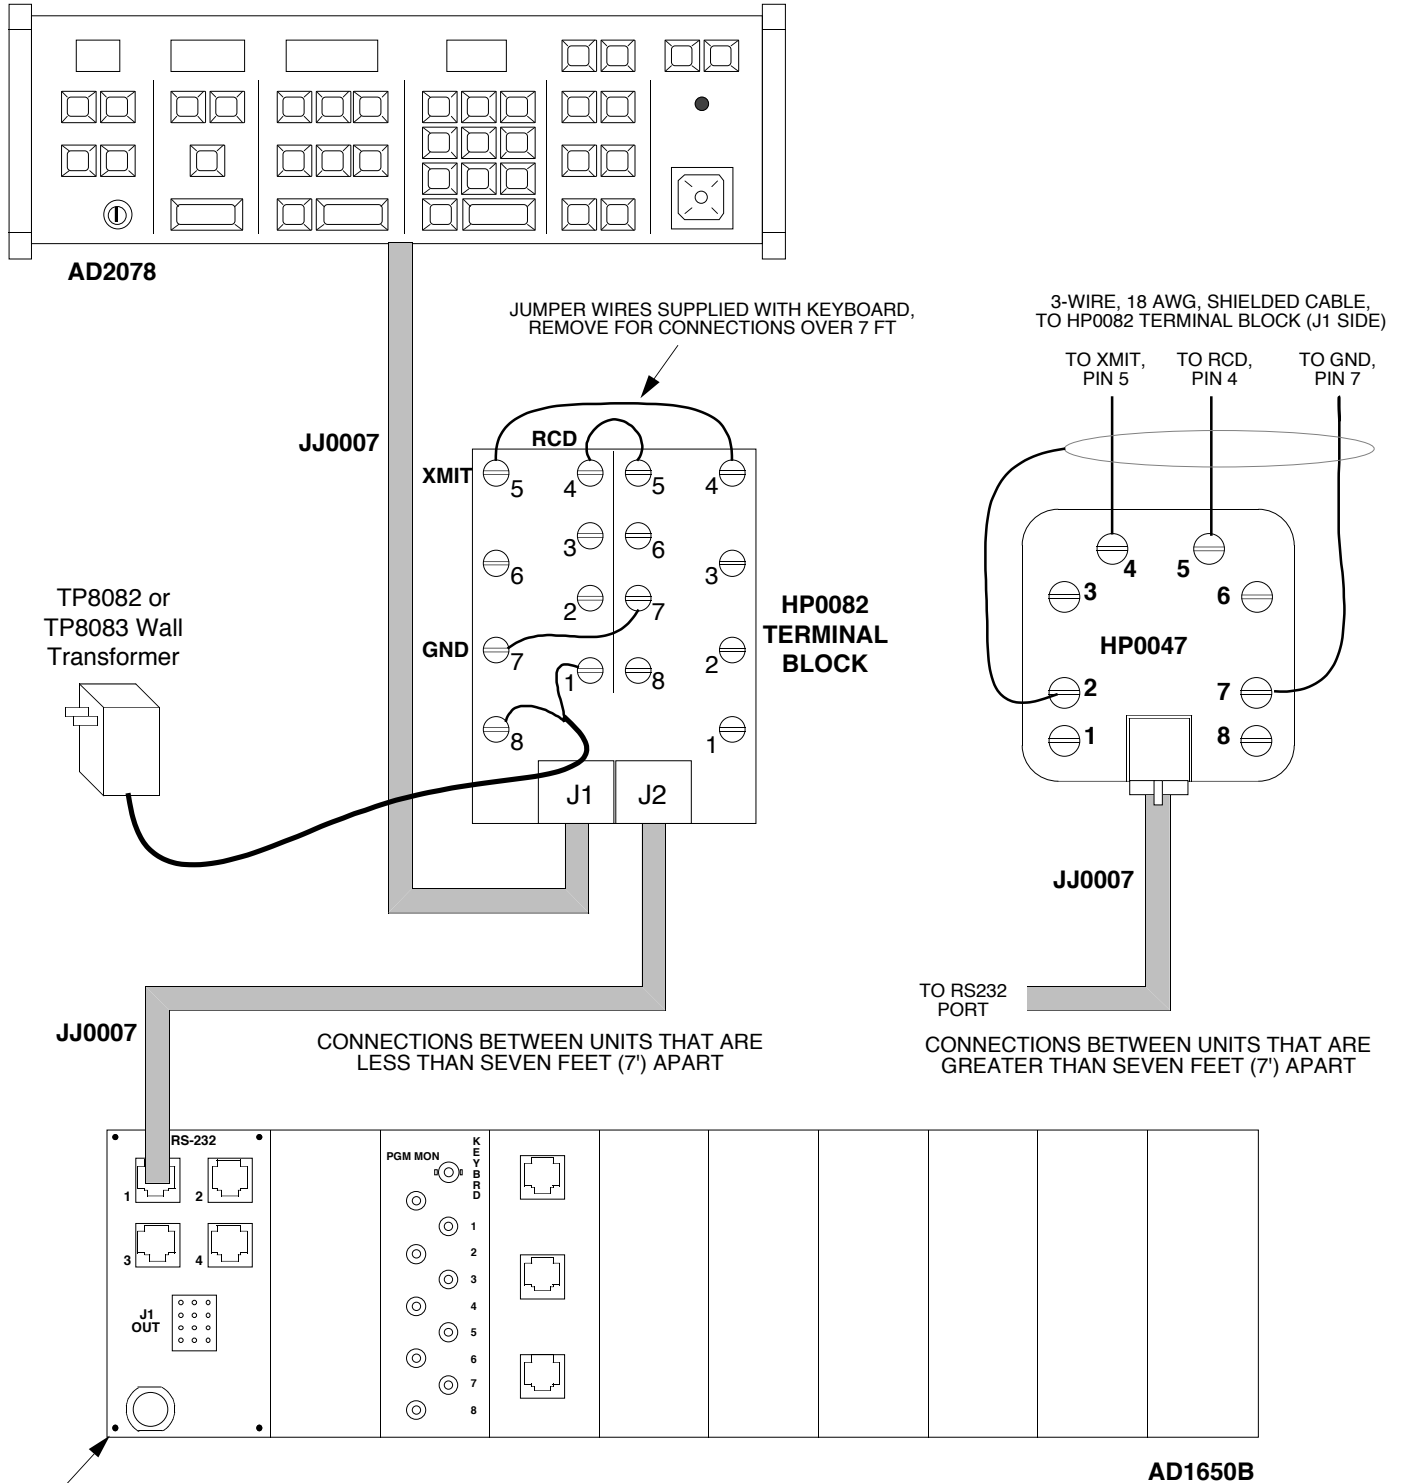 AD2078
JUMPER WIRES SUPPLIED WITH KEYBOARD,
REMOVE FOR CONNECTIONS OVER 7 FT
3-WIRE, 18 AWG, SHIELDED CABLE,
TO HP0082 TERMINAL BLOCK (J1 SIDE)
TO XMIT,
PIN 5
TO RCD,
PIN 4
TO GND,
PIN 7
JJ0007
RCD
XMIT
5
4
5
4
3
6
6
3
2
7
GND
7
2
1
8
8
1
J1
J2
HP0082
TERMINAL
BLOCK
TP8082 or
TP8083 Wall
Transformer
4
5
3
6
HP0047
2
7
1
8
JJ0007
TO RS232
PORT
JJ0007
CONNECTIONS BETWEEN UNITS THAT ARE
LESS THAN SEVEN FEET (7') APART
CONNECTIONS BETWEEN UNITS THAT ARE
GREATER THAN SEVEN FEET (7') APART
RS-232
1
2
3
4
J1
OUT
PGM MON
KEYBRD
1
2
3
4
5
6
7
8
AD1650B